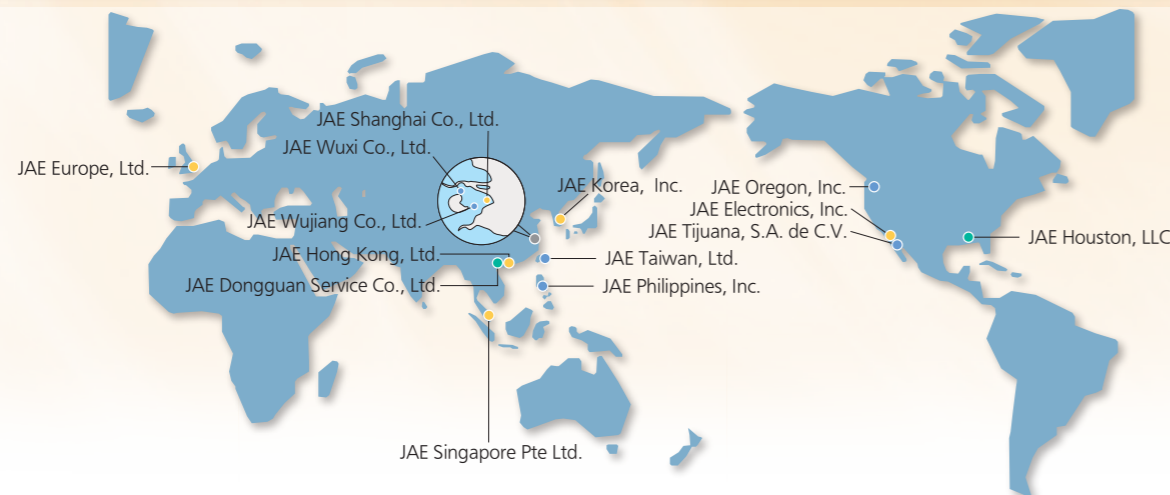 JAE Shanghai Co., Ltd.
JAE Wuxi Co., Ltd.
JAE Europe, Ltd.
JAE Korea, Inc.
JAE Oregon, Inc.
JAE Electronics, Inc.
JAE Wujiang Co., Ltd.
JAE Tijuana, S.A. de C.V.
JAE Houston, LLC
JAE Hong Kong, Ltd.
JAE Taiwan, Ltd.
JAE Dongguan Service Co., Ltd.
JAE Philippines, Inc.
JAE Singapore Pte Ltd.